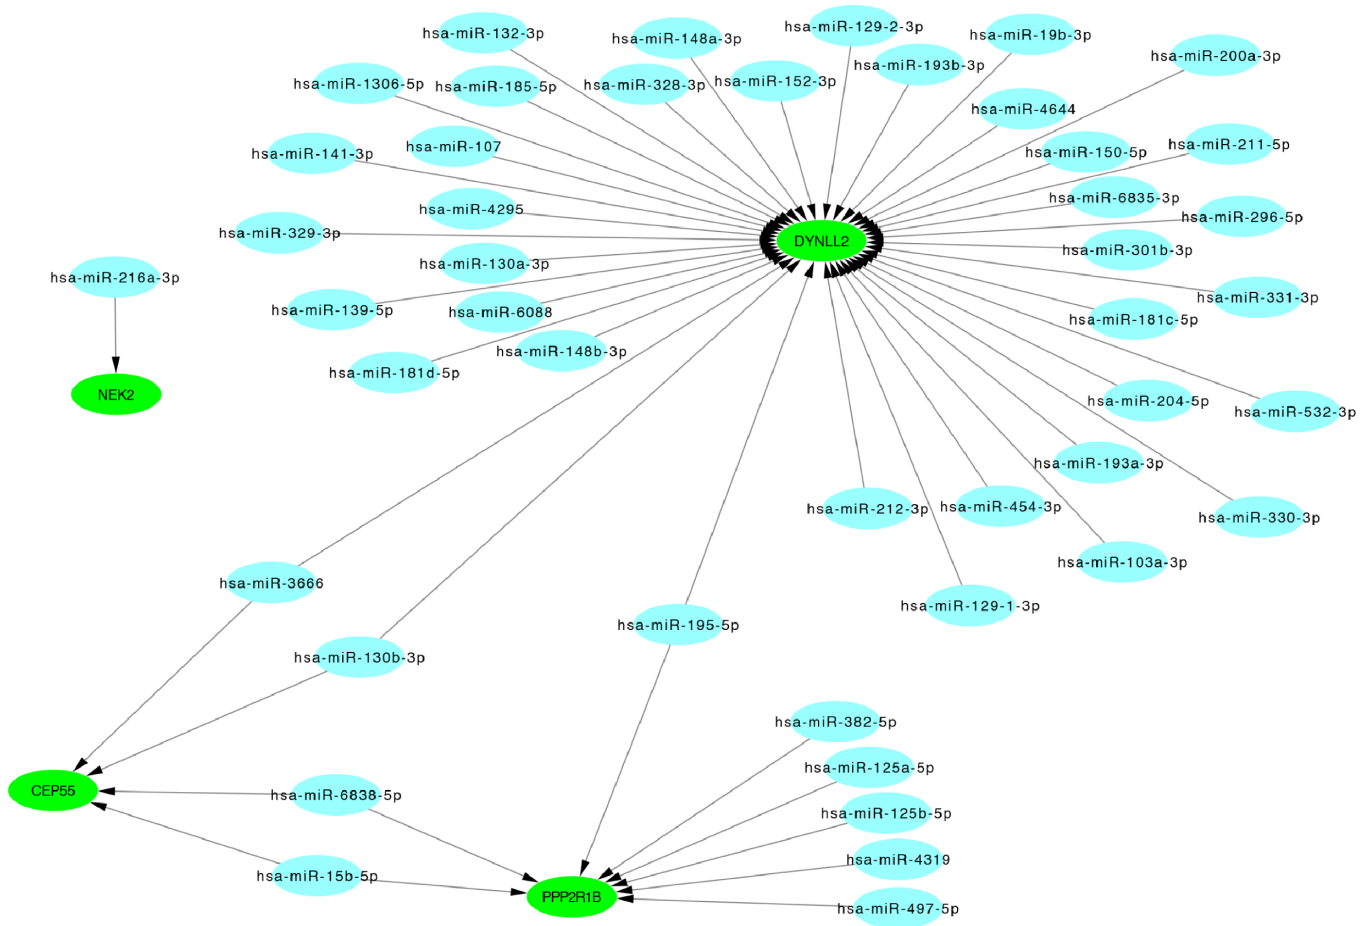 hsa-miR-132-3p
hsa-miR-148a-3p
hsa-miR-129-2-3p
hsa-miR-19b-3p
hsa-miR-200a-3p
hsa-miR-1306-5p
hsa-miR-185-5p
hsa-miR-328-3p
hsa-miR-152-3p
hsa-miR-193b-3p
hsa-miR-4644
hsa-miR-141-3p
hsa-miR-107
hsa-miR-150-5p
hsa-miR-211-5p
hsa-miR-4295
hsa-miR-6835-3p
hsa-miR-296-5p
hsa-miR-329-3p
DYNLL2
hsa-miR-301b-3p
hsa-miR-216a-3p
hsa-miR-130a-3p
hsa-miR-331-3p
hsa-miR-139-5p
hsa-miR-6088
hsa-miR-181c-5p
hsa-miR-148b-3p
hsa-miR-181d-5p
NEK2
hsa-miR-204-5p
hsa-miR-532-3p
hsa-miR-193a-3p
hsa-miR-212-3p
hsa-miR-454-3p
hsa-miR-330-3p
hsa-miR-103a-3p
hsa-miR-3666
hsa-miR-129-1-3p
hsa-miR-195-5p
hsa-miR-130b-3p
hsa-miR-382-5p
hsa-miR-125a-5p
CEP55
hsa-miR-6838-5p
hsa-miR-125b-5p
hsa-miR-4319
hsa-miR-15b-5p
PPP2R1B
hsa-miR-497-5p